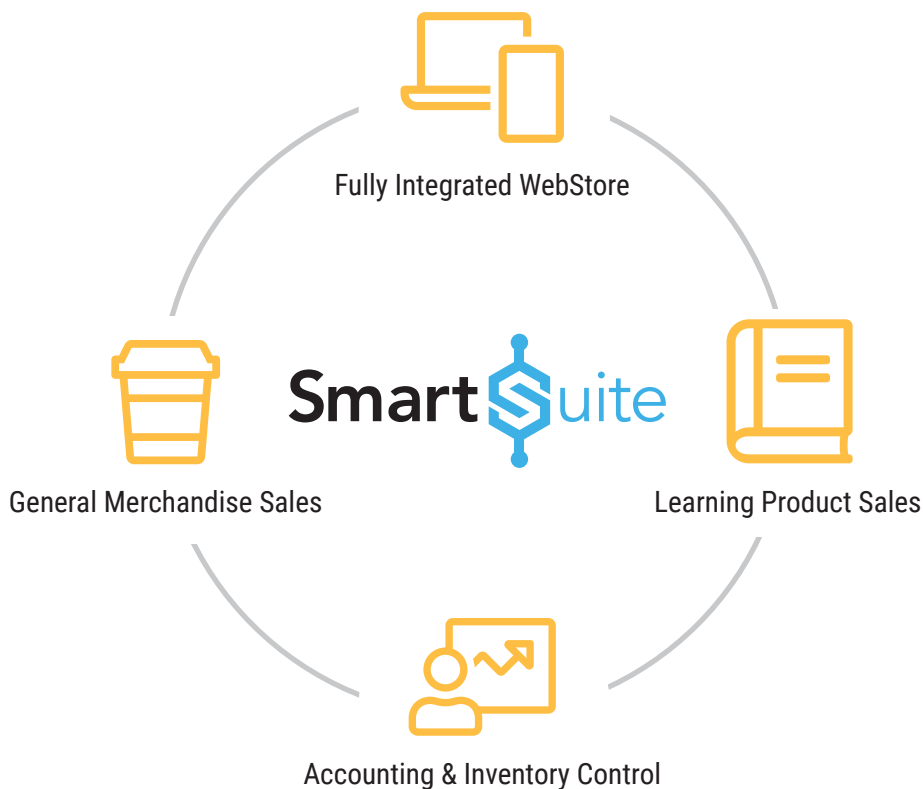 Fully Integrated WebStore
SmartSuite
General Merchandise Sales
Learning Product Sales
Accounting & Inventory Control